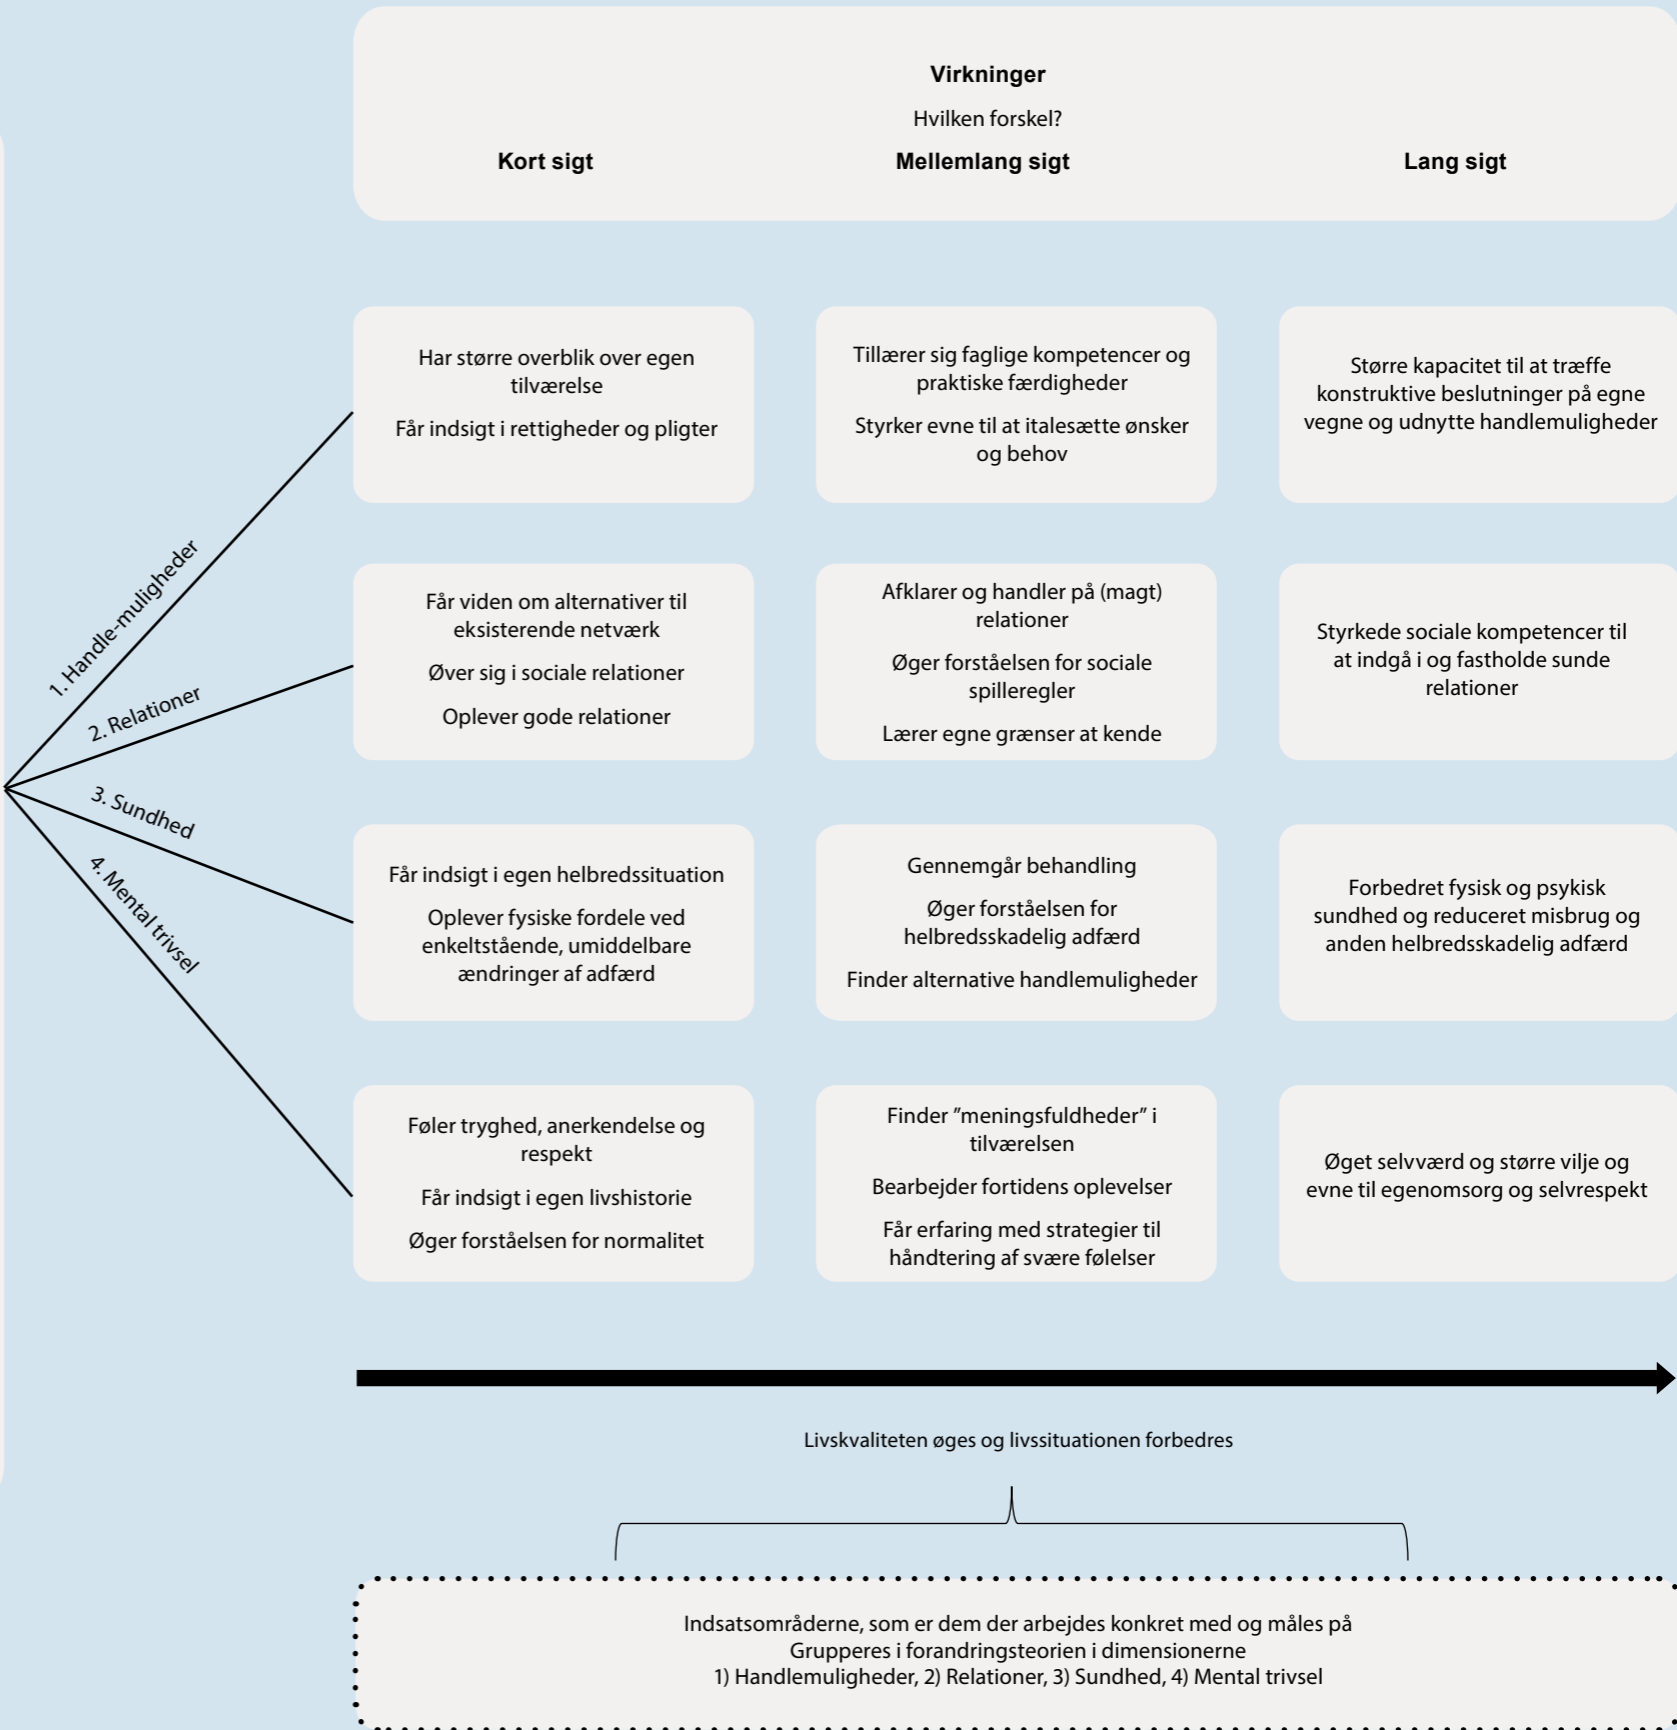 Virkninger
Hvilken forskel?
Kort sigt
Mellemlang sigt
Lang sigt
1. Handle-muligheder
Har større overblik over egen
tilværelse
Får indsigt i rettigheder og pligter
Tillærer sig faglige kompetencer og
praktiske færdigheder
Styrker evne til at italesætte ønsker
og behov
Større kapacitet til at træffe
konstruktive beslutninger på egne
vegne og udnytte handlemuligheder
2. Relationer
Får viden om alternativer til
eksisterende netværk
Øver sig i sociale relationer
Oplever gode relationer
Afklarer og handler på (magt)
relationer
Øger forståelsen for sociale
spilleregler
Lærer egne grænser at kende
Styrkede sociale kompetencer til
at indgå i og fastholde sunde
relationer
3. Sundhed
Får indsigt i egen helbredssituation
Oplever fysiske fordele ved
enkeltstående, umiddelbare
ændringer af adfærd
Gennemgår behandling
Øger forståelsen for
helbredsskadelig adfærd
Finder alternative handlemuligheder
Forbedret fysisk og psykisk
sundhed og reduceret misbrug og
anden helbredsskadelig adfærd
4. Mental trivsel
Føler tryghed, anerkendelse og
respekt
Får indsigt i egen livshistorie
Øger forståelsen for normalitet
Finder ”meningsfuldheder” i
tilværelsen
Bearbejder fortidens oplevelser
Får erfaring med strategier til
håndtering af svære følelser
Øget selvværd og større vilje og
evne til egenomsorg og selvrespekt
Livskvaliteten øges og livssituationen forbedres
Indsatsområderne, som er dem der arbejdes konkret med og måles på
Grupperes i forandringsteorien i dimensionerne
1) Handlemuligheder, 2) Relationer, 3) Sundhed, 4) Mental trivsel